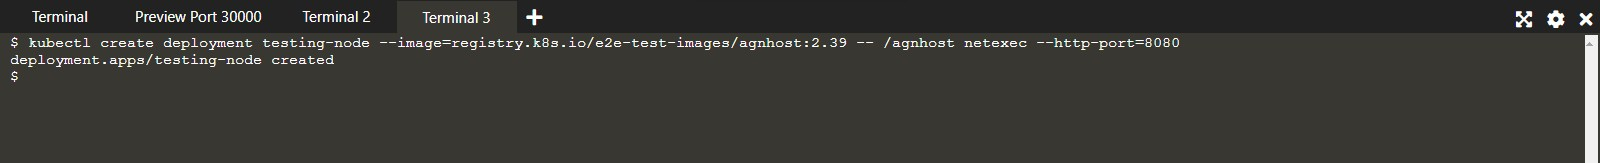 Terminal Preview Port 30000 Terminal 2 Terminal 3 +
$ kubectl create deployment testing-node --image=registry.k8s.io/e2e-test-images/agnhost:2.39 -- /agnhost netexec --http-port=8080
deployment.apps/testing-node created
$